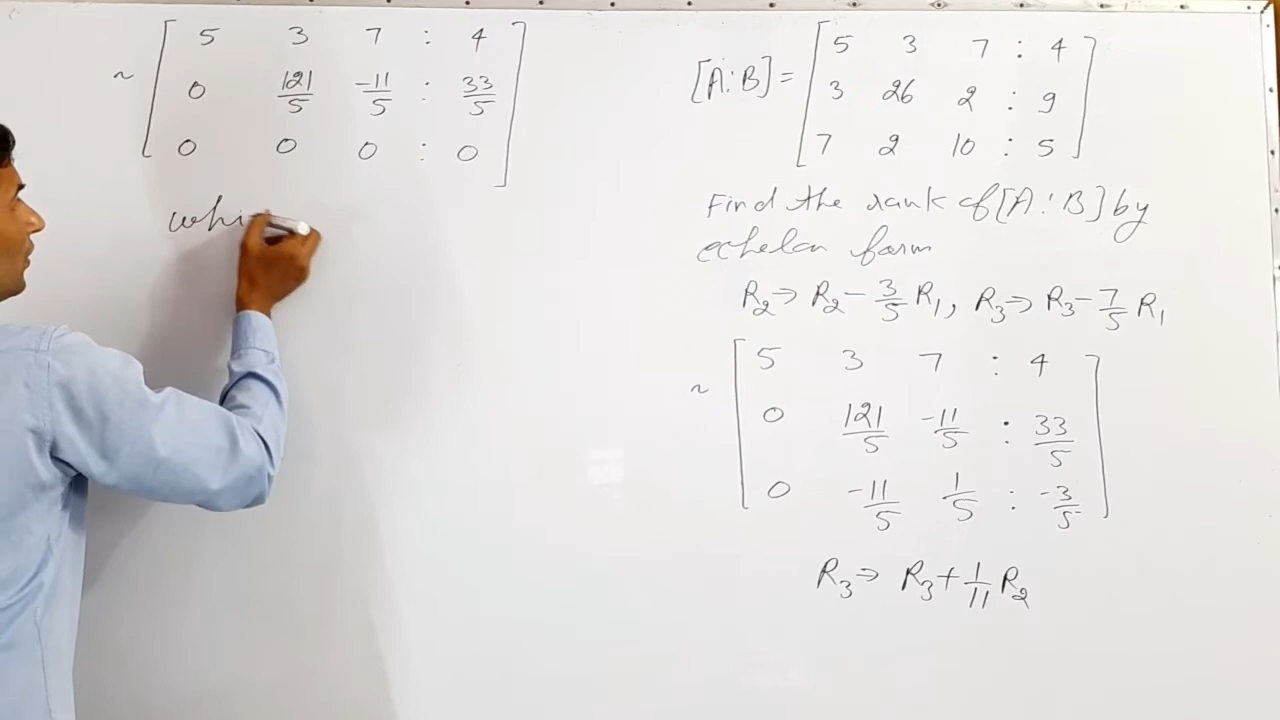 ~ [ 5 3 7 : 4
0 121/5 -11/5 : 33/5
0 0 0 : 0 ]
whi
[A:B] = [ 5 3 7 : 4
3 26 2 : 9
7 2 10 : 5 ]
Find the rank of [A:B] by
echelon form
R₂→ R₂ - 3/5 R₁, R₃→ R₃ - 7/5 R₁
~ [ 5 3 7 : 4
0 121/5 -11/5 : 33/5
0 -11/5 1/5 : -3/5 ]
R₃→ R₃ + 1/11 R₂